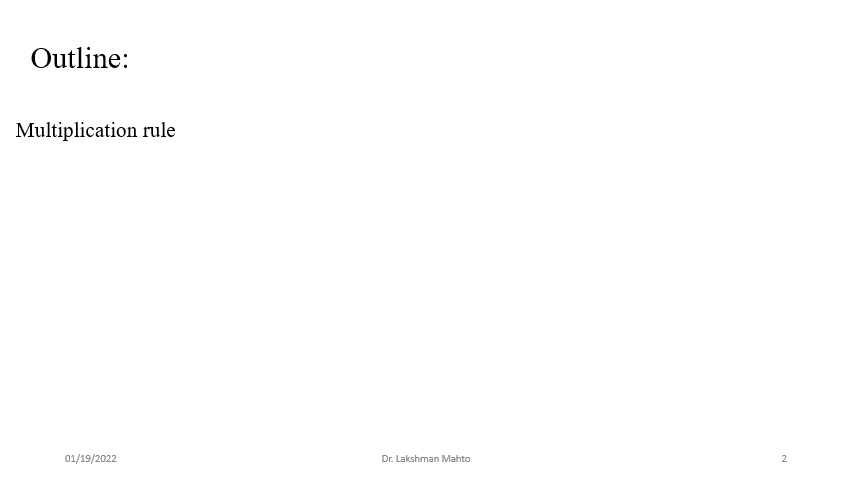 Outline:
Multiplication rule
01/19/2022
Dr. Lakshman Mahto
2